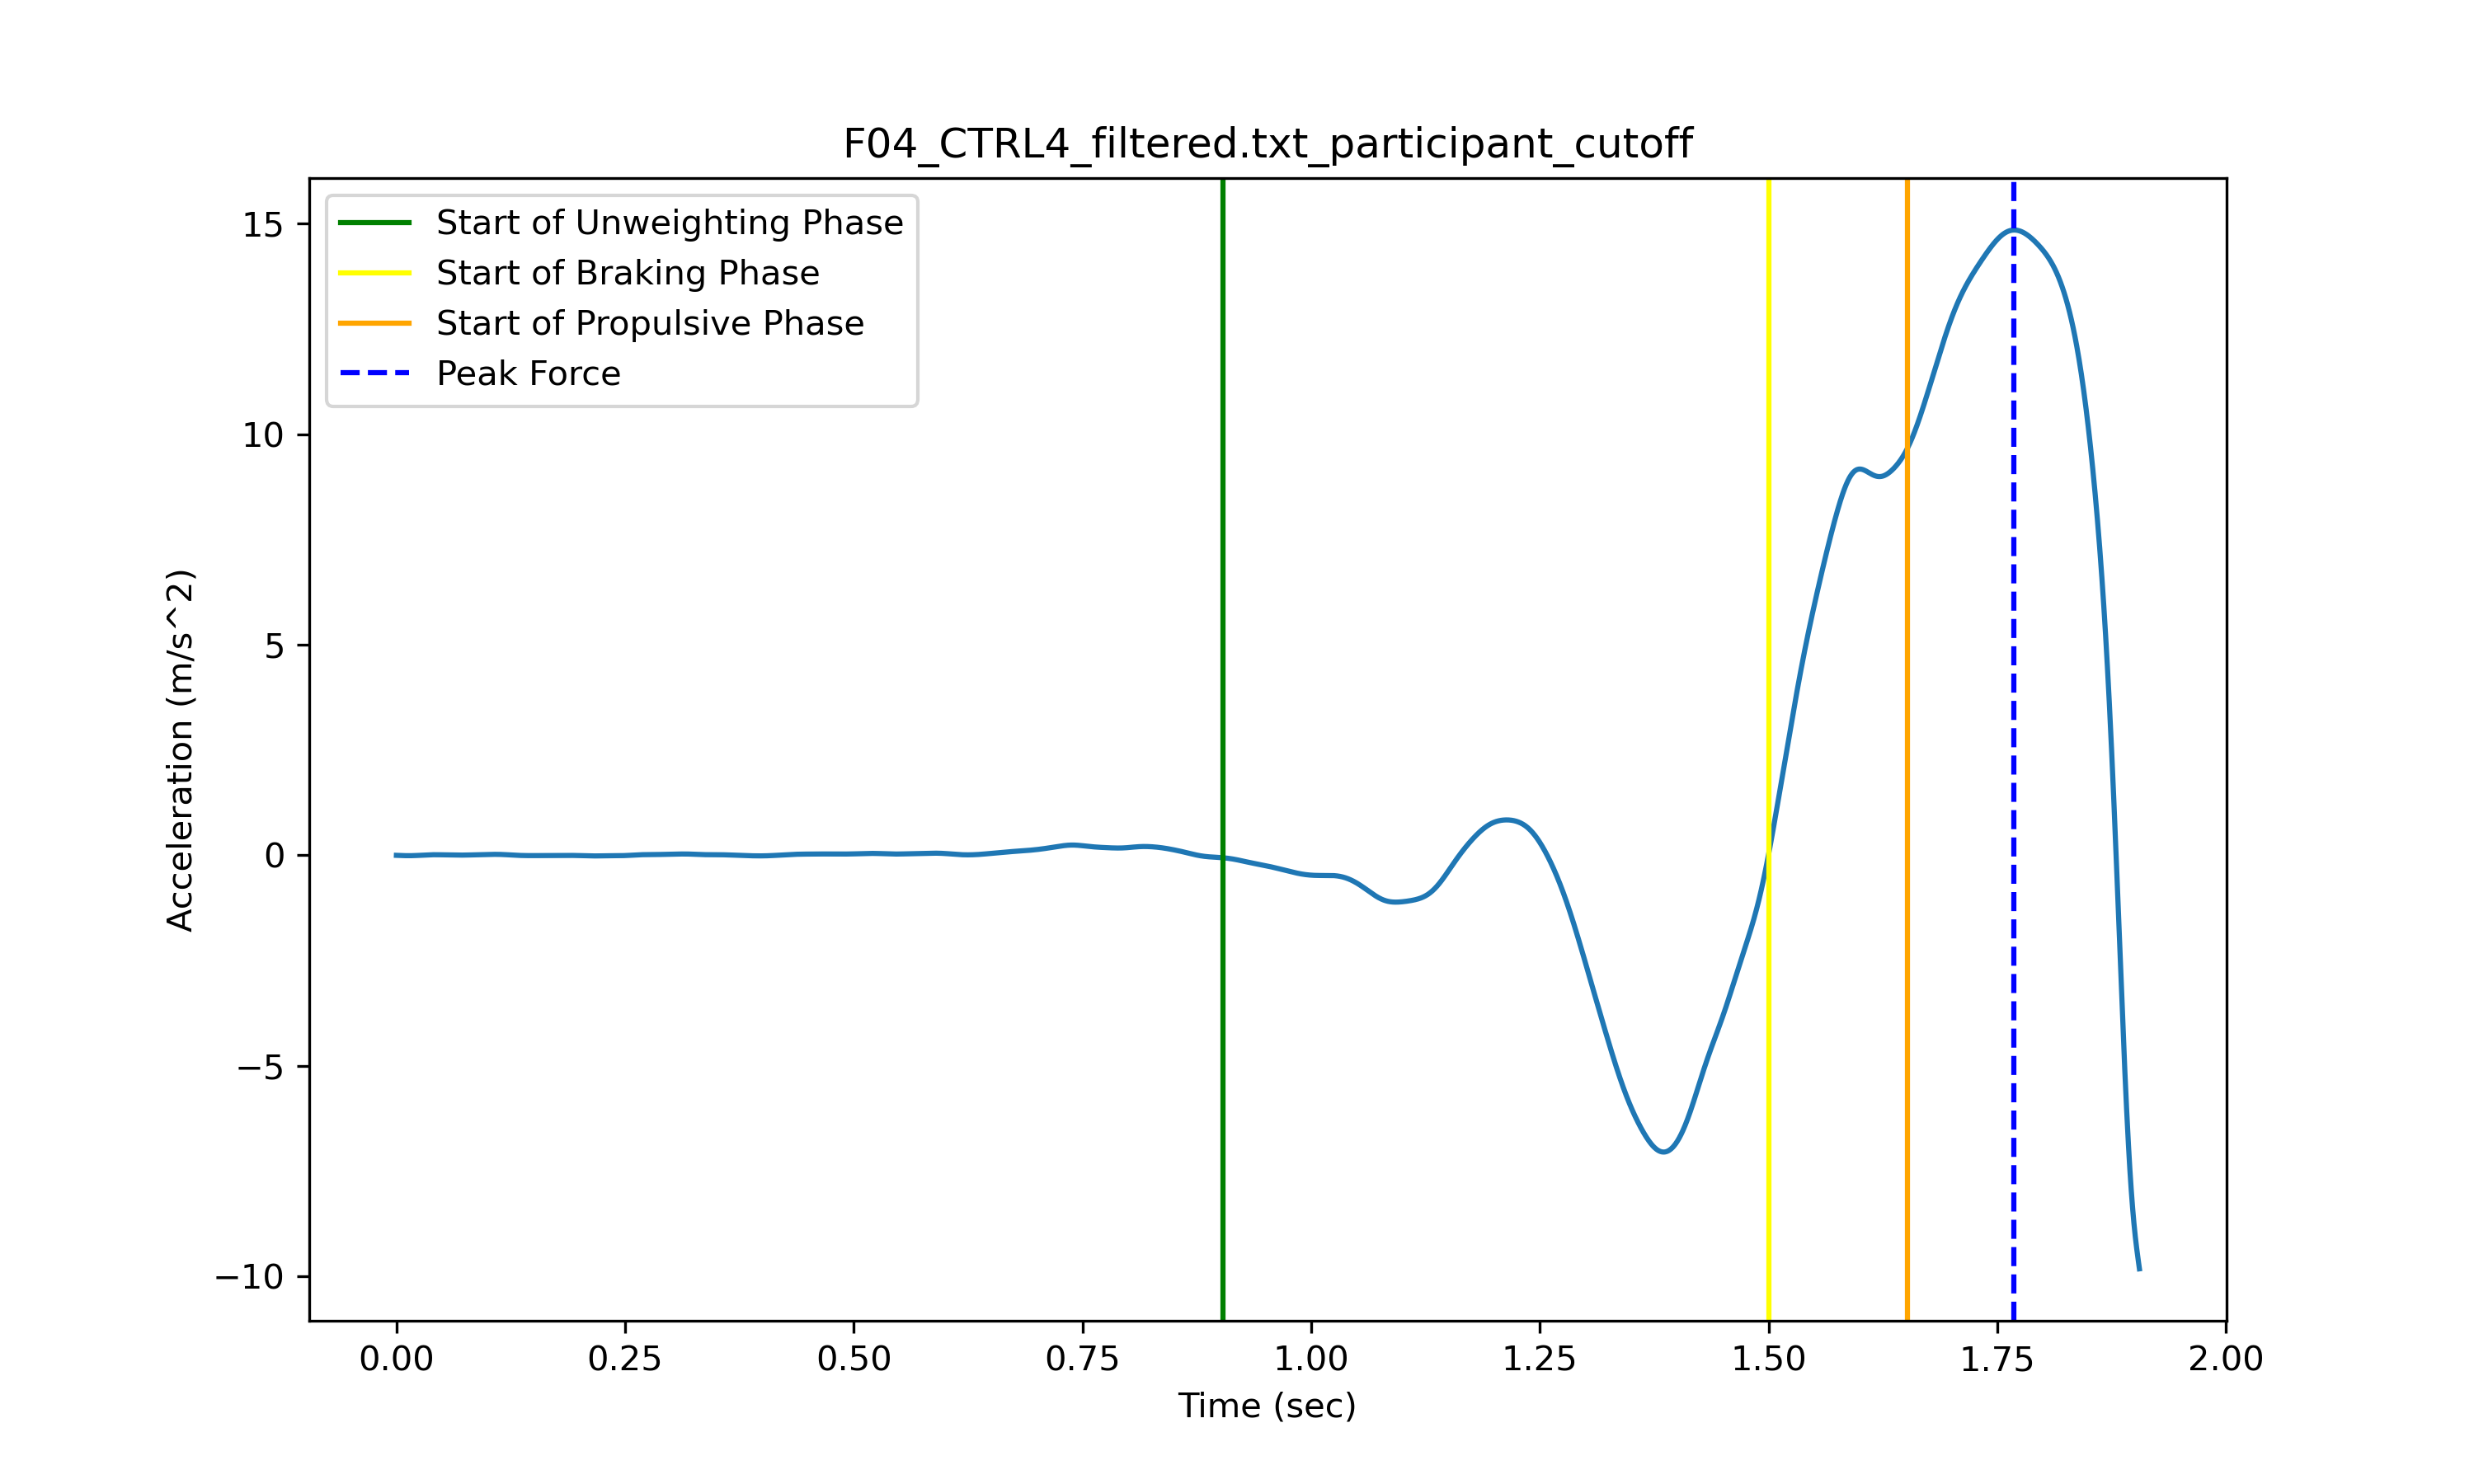 F04_CTRL4_filtered.txt_participant_cutoff
Start of Unweighting Phase
Start of Braking Phase
Start of Propulsive Phase
Peak Force
Acceleration (m/s^2)
15
10
5
0
−5
−10
0.00 0.25 0.50 0.75 1.00 1.25 1.50 1.75 2.00
Time (sec)